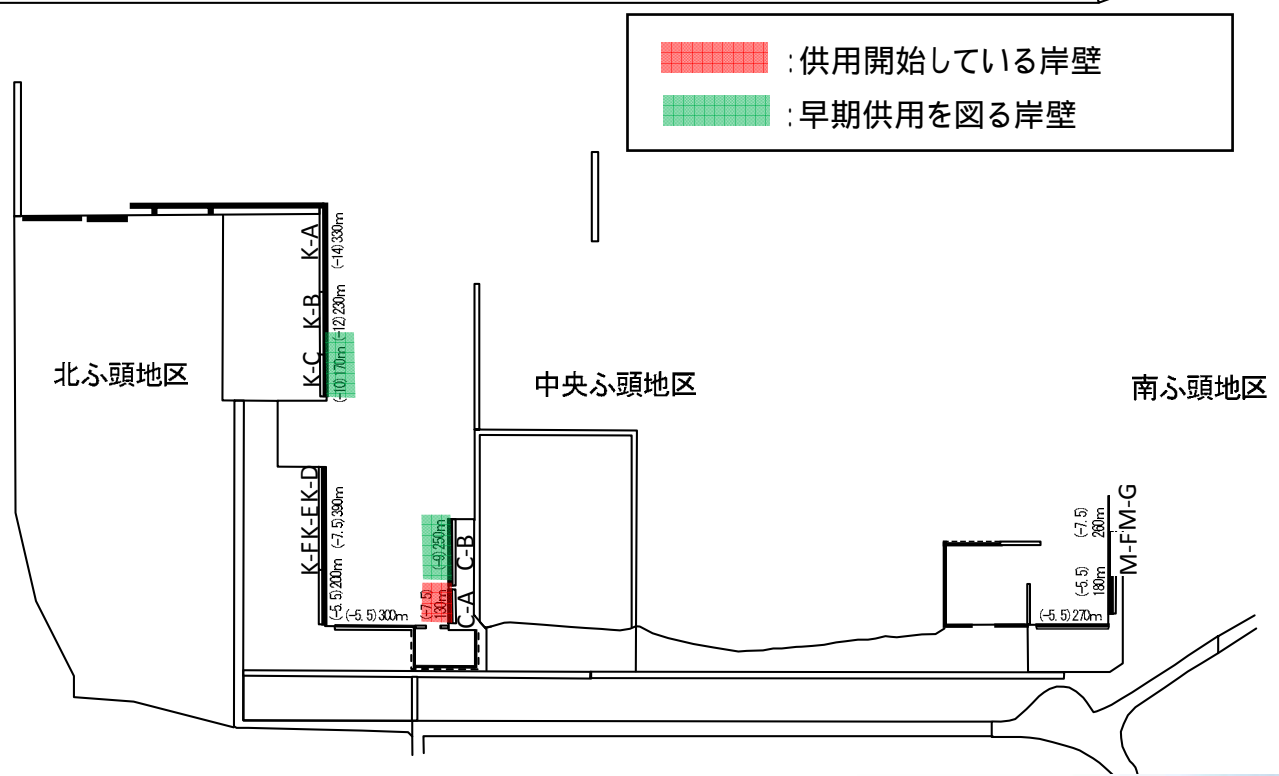 :供用開始している岸壁
:早期供用を図る岸壁
K-A
(-14)330m
K-B
(-12)230m
K-C
(-10)170m
北ふ頭地区
中央ふ頭地区
南ふ頭地区
K-FK-EK-D
(-7.5)390m
(-5.5)200m
(-5.5)300m
(-9)250m
C-B
(-7.5)
130m
C-A
(-7.5)
260m
M-FM-G
(-5.5)
180m
(-5.5)270m